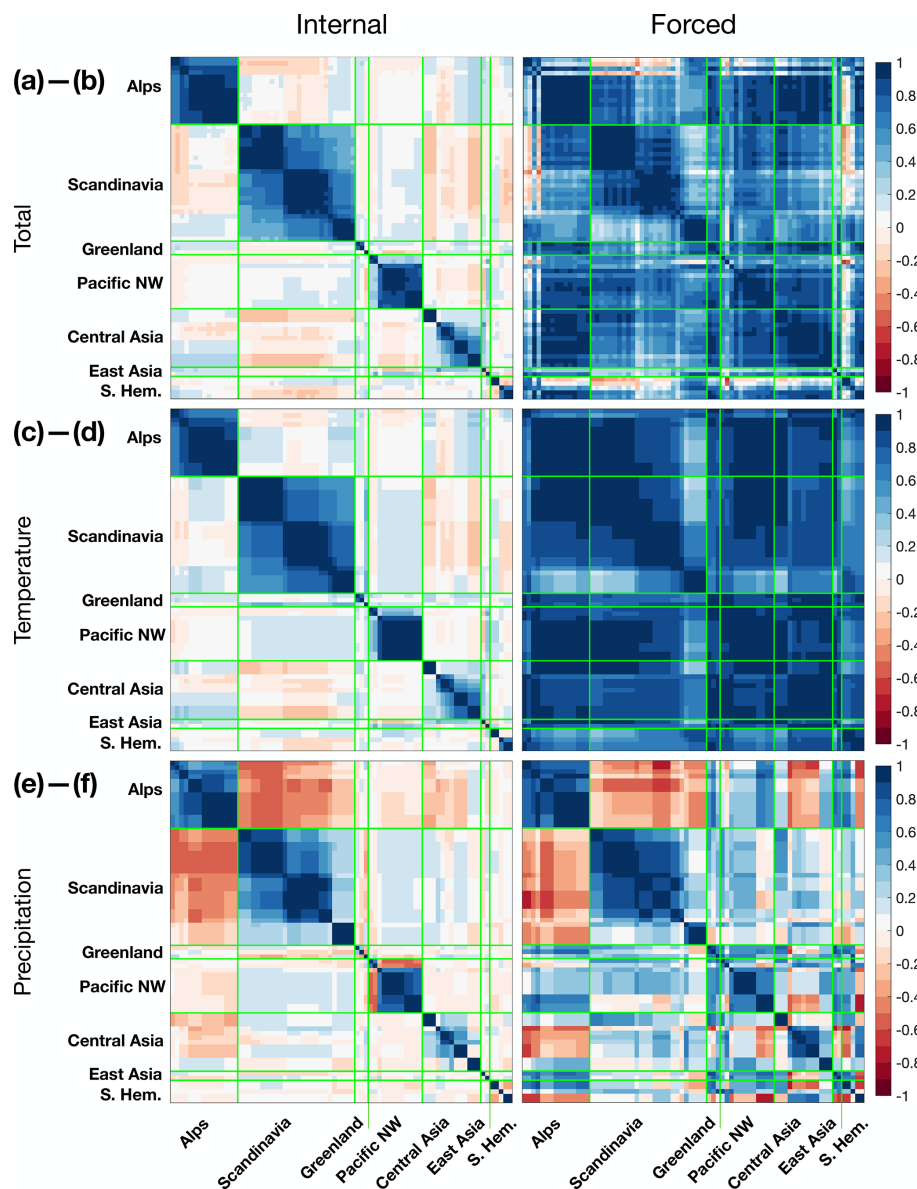 Internal Forced
(a)—(b)
Total
Alps
Scandinavia
Greenland
Pacific NW
Central Asia
East Asia
S. Hem.
1
0.8
0.6
0.4
0.2
0
-0.2
-0.4
-0.6
-0.8
-1
(c)—(d)
Temperature
Alps
Scandinavia
Greenland
Pacific NW
Central Asia
East Asia
S. Hem.
1
0.8
0.6
0.4
0.2
0
-0.2
-0.4
-0.6
-0.8
-1
(e)—(f)
Precipitation
Alps
Scandinavia
Greenland
Pacific NW
Central Asia
East Asia
S. Hem.
1
0.8
0.6
0.4
0.2
0
-0.2
-0.4
-0.6
-0.8
-1
Alps
Scandinavia
Greenland
Pacific NW
Central Asia
East Asia
S. Hem.
Alps
Scandinavia
Greenland
Pacific NW
Central Asia
East Asia
S. Hem.